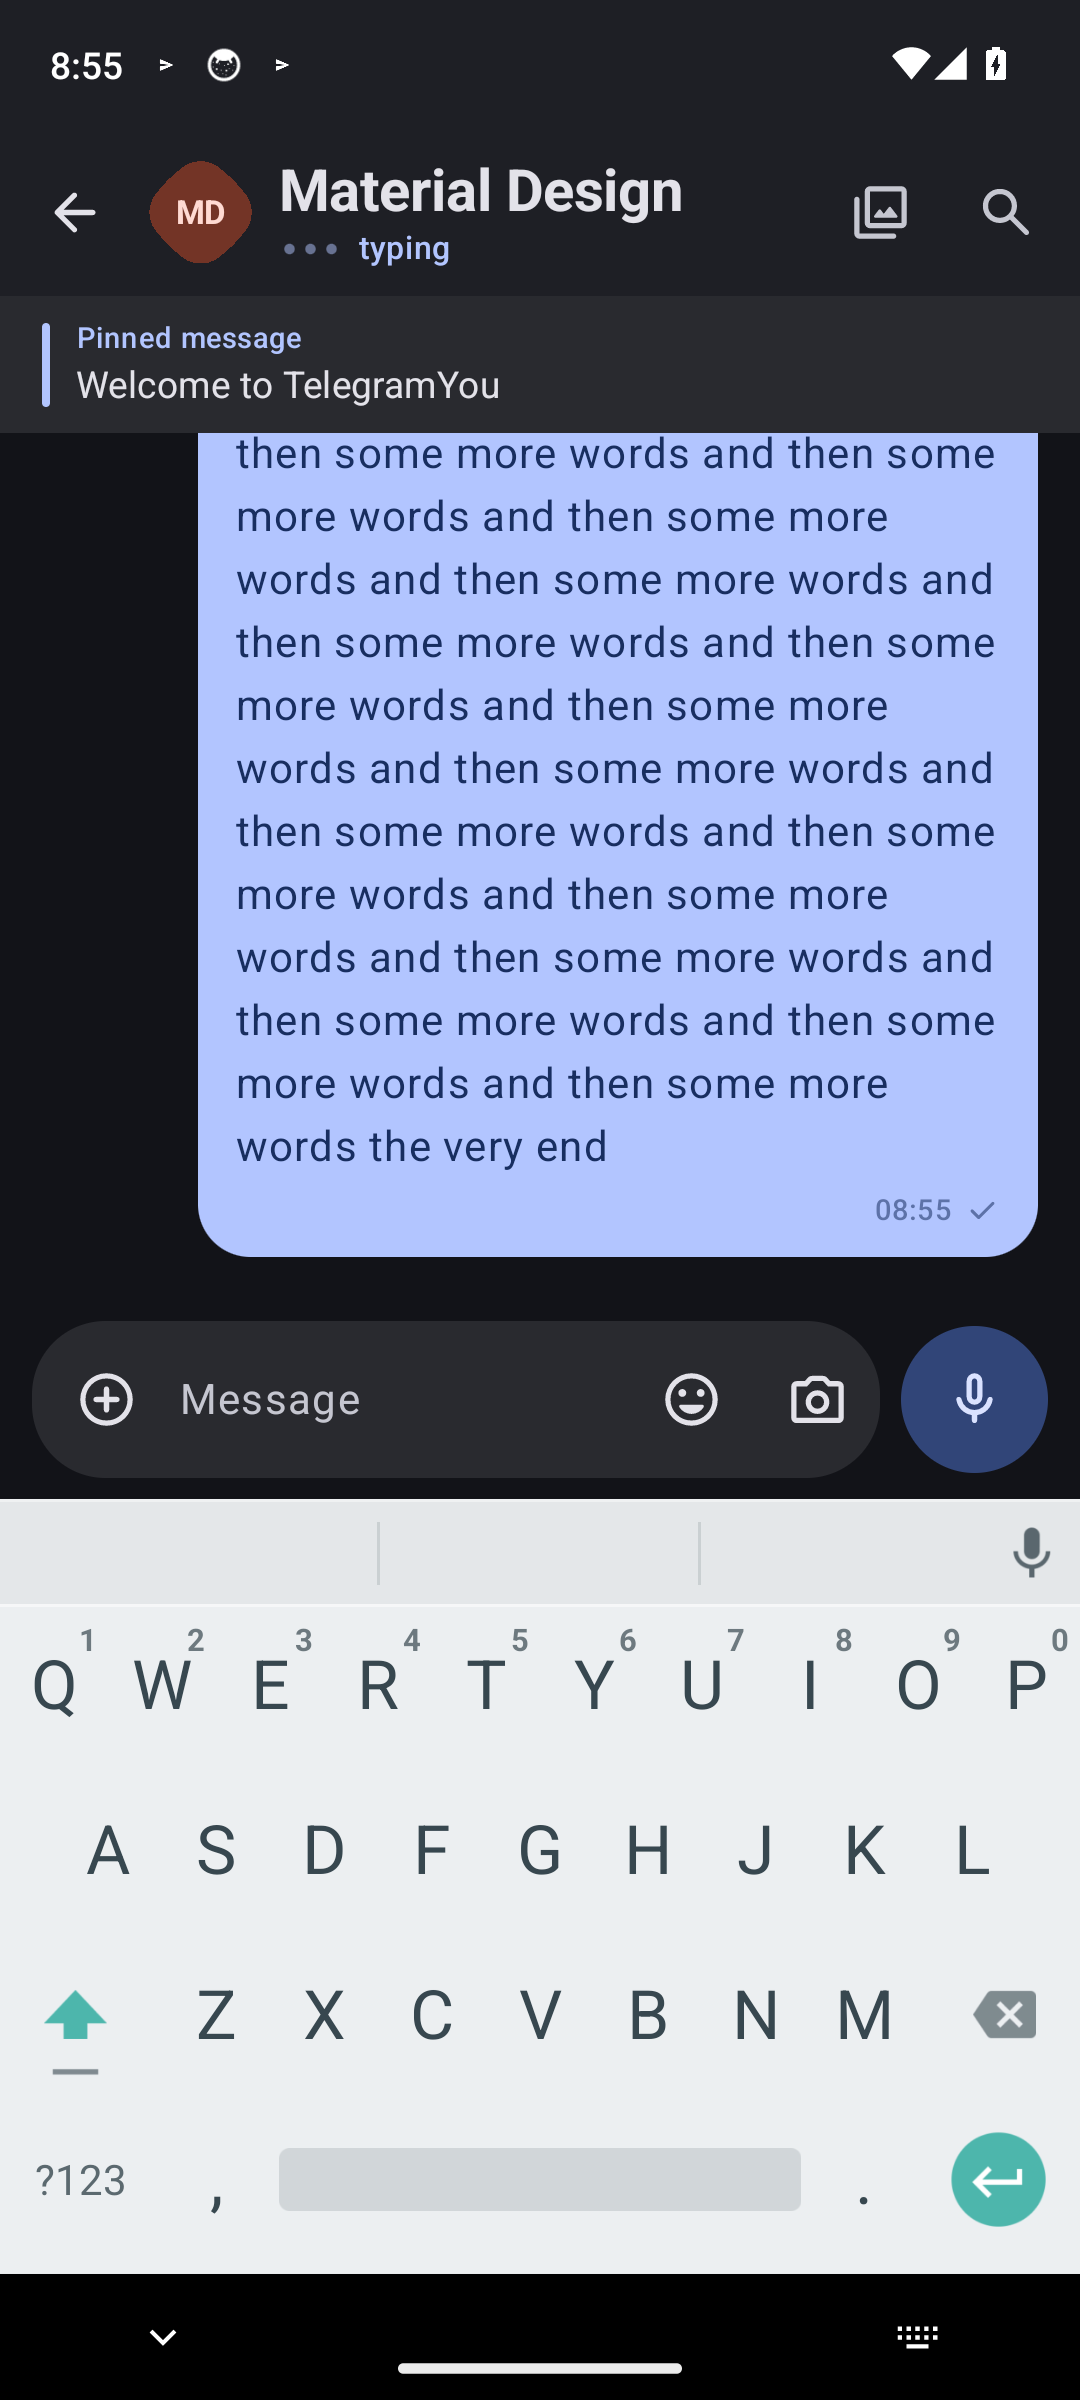 8:55
MD
Material Design
typing
Pinned message
Welcome to TelegramYou
then some more words and then some
more words and then some more
words and then some more words and
then some more words and then some
more words and then some more
words and then some more words and
then some more words and then some
more words and then some more
words and then some more words and
then some more words and then some
more words and then some more
words the very end
08:55
Message
1 2 3 4 5 6 7 8 9 0
Q W E R T Y U I O P
A S D F G H J K L
Z X C V B N M
?123 , .